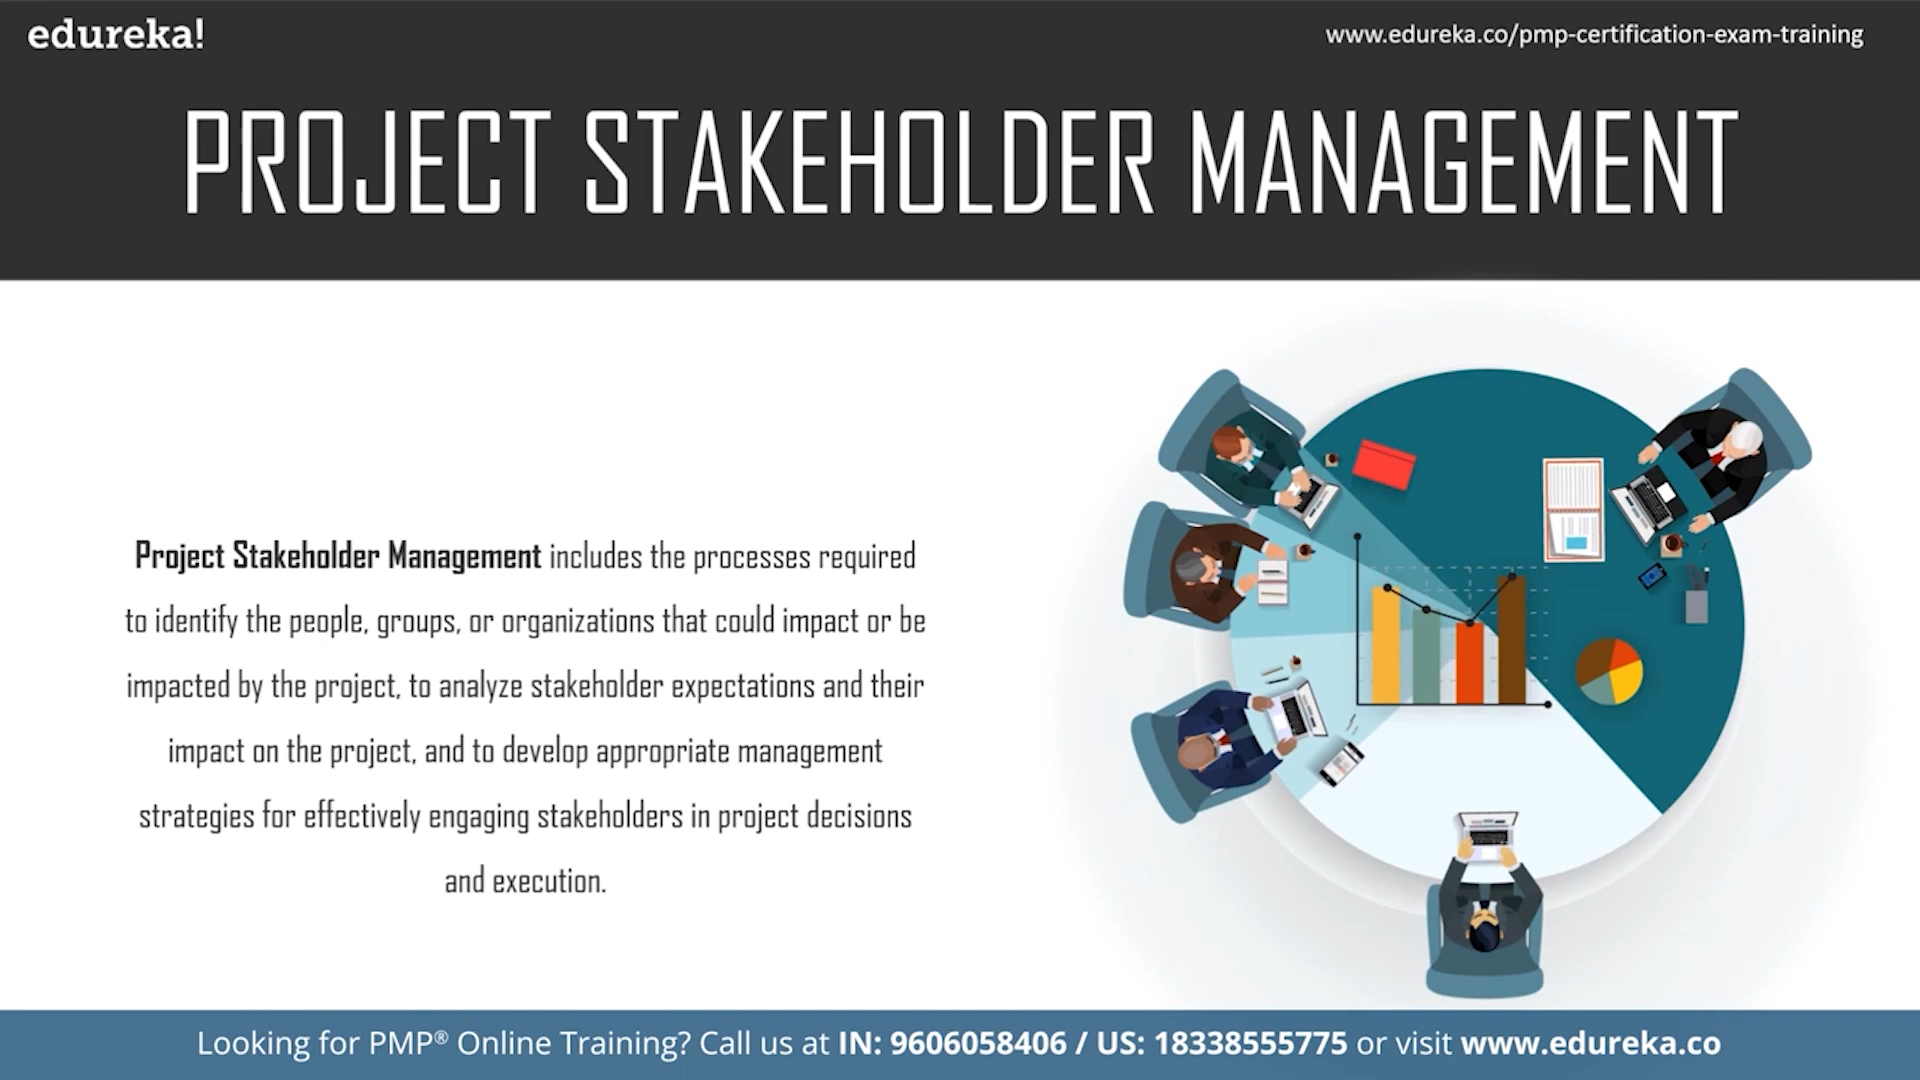 edureka!
www.edureka.co/pmp-certification-exam-training
PROJECT STAKEHOLDER MANAGEMENT
Project Stakeholder Management includes the processes required
to identify the people, groups, or organizations that could impact or be
impacted by the project, to analyze stakeholder expectations and their
impact on the project, and to develop appropriate management
strategies for effectively engaging stakeholders in project decisions
and execution.
Looking for PMP® Online Training? Call us at IN: 9606058406 / US: 18338555775 or visit www.edureka.co